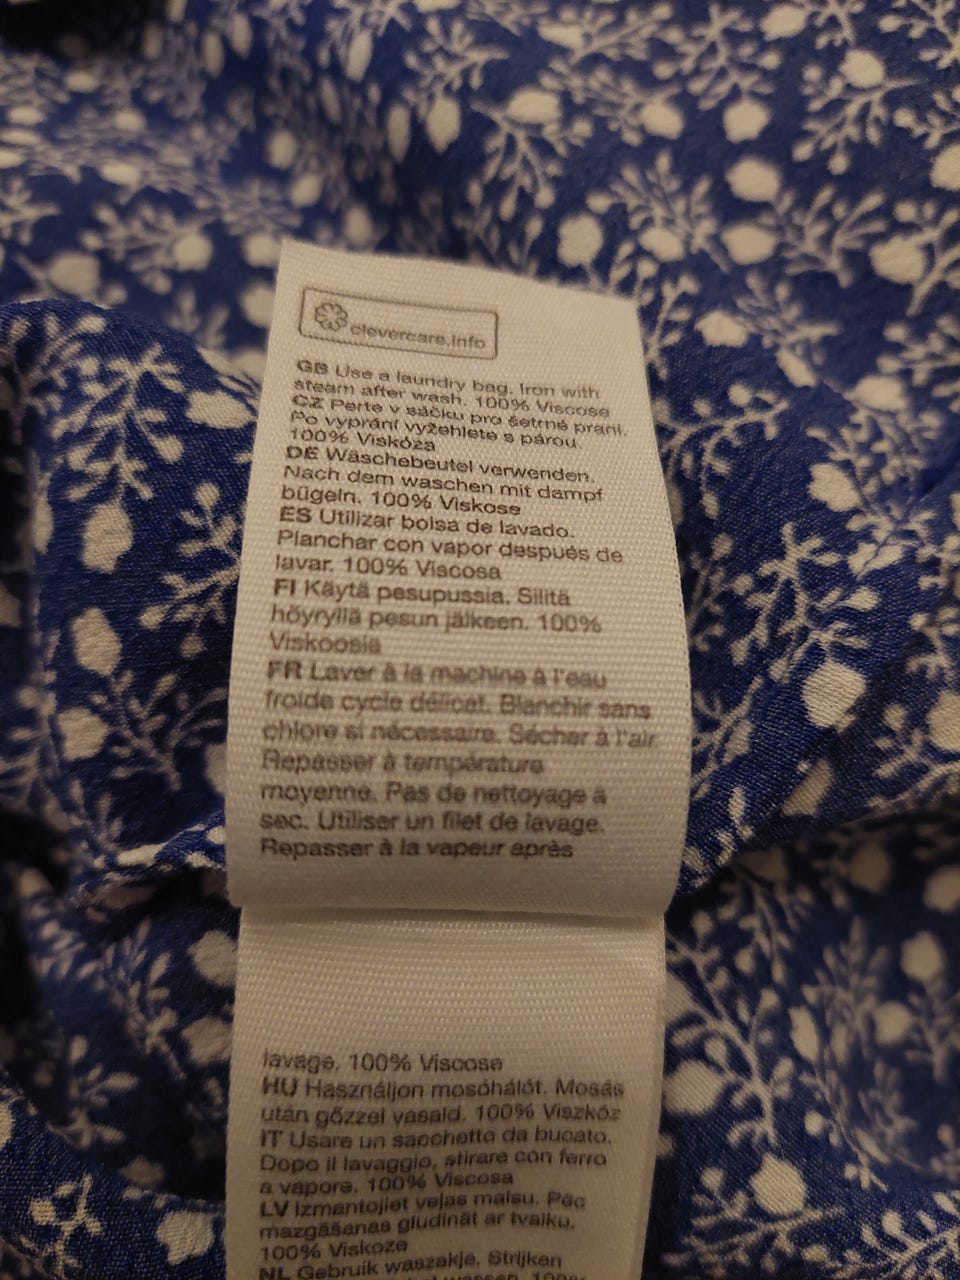 clevercare.info
GB Use a laundry bag. Iron with
steam after wash. 100% Viscose
CZ Perte v sáčku pro šetrné praní.
Po vyprání vyžehlete s párou.
100% Viskóza
DE Wäschebeutel verwenden.
Nach dem waschen mit dampf
bügeln. 100% Viskose
ES Utilizar bolsa de lavado.
Planchar con vapor después de
lavar. 100% Viscosa
FI Käytä pesupussia. Silitä
höyryllä pesun jälkeen. 100%
Viskoosia
FR Laver à la machine à l'eau
froide cycle délicat. Blanchir sans
chlore si nécessaire. Sécher à l'air.
Repasser à température
moyenne. Pas de nettoyage à
sec. Utiliser un filet de lavage.
Repasser à la vapeur après
lavage. 100% Viscose
HU Használjon mosóhálót. Mosás
után gőzzel vasald. 100% Viszkóz
IT Usare un sacchetto da bucato.
Dopo il lavaggio, stirare con ferro
a vapore. 100% Viscosa
LV Izmantojiet veļas maisu. Pēc
mazgāšanas gludināt ar tvaiku.
100% Viskoze
NL Gebruik waszakje. Strijken
wassen. 100%